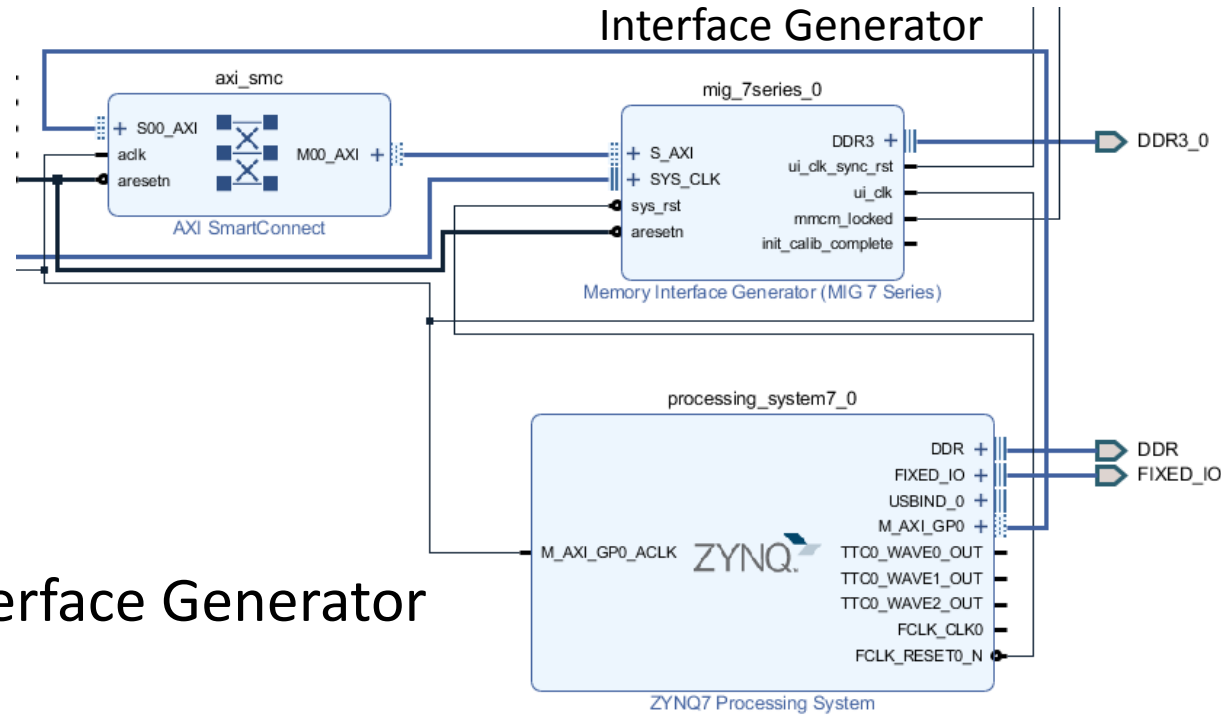 Interface Generator
axi_smc
S00_AXI
aclk
aresetn
M00_AXI
AXI SmartConnect
mig_7series_0
S_AXI
SYS_CLK
sys_rst
aresetn
DDR3
ui_clk_sync_rst
ui_clk
mmcm_locked
init_calib_complete
Memory Interface Generator (MIG 7 Series)
DDR3_0
processing_system7_0
M_AXI_GP0_ACLK
ZYNQ
DDR
FIXED_IO
USBIND_0
M_AXI_GP0
TTC0_WAVE0_OUT
TTC0_WAVE1_OUT
TTC0_WAVE2_OUT
FCLK_CLK0
FCLK_RESET0_N
ZYNQ7 Processing System
DDR
FIXED_IO
erface Generator